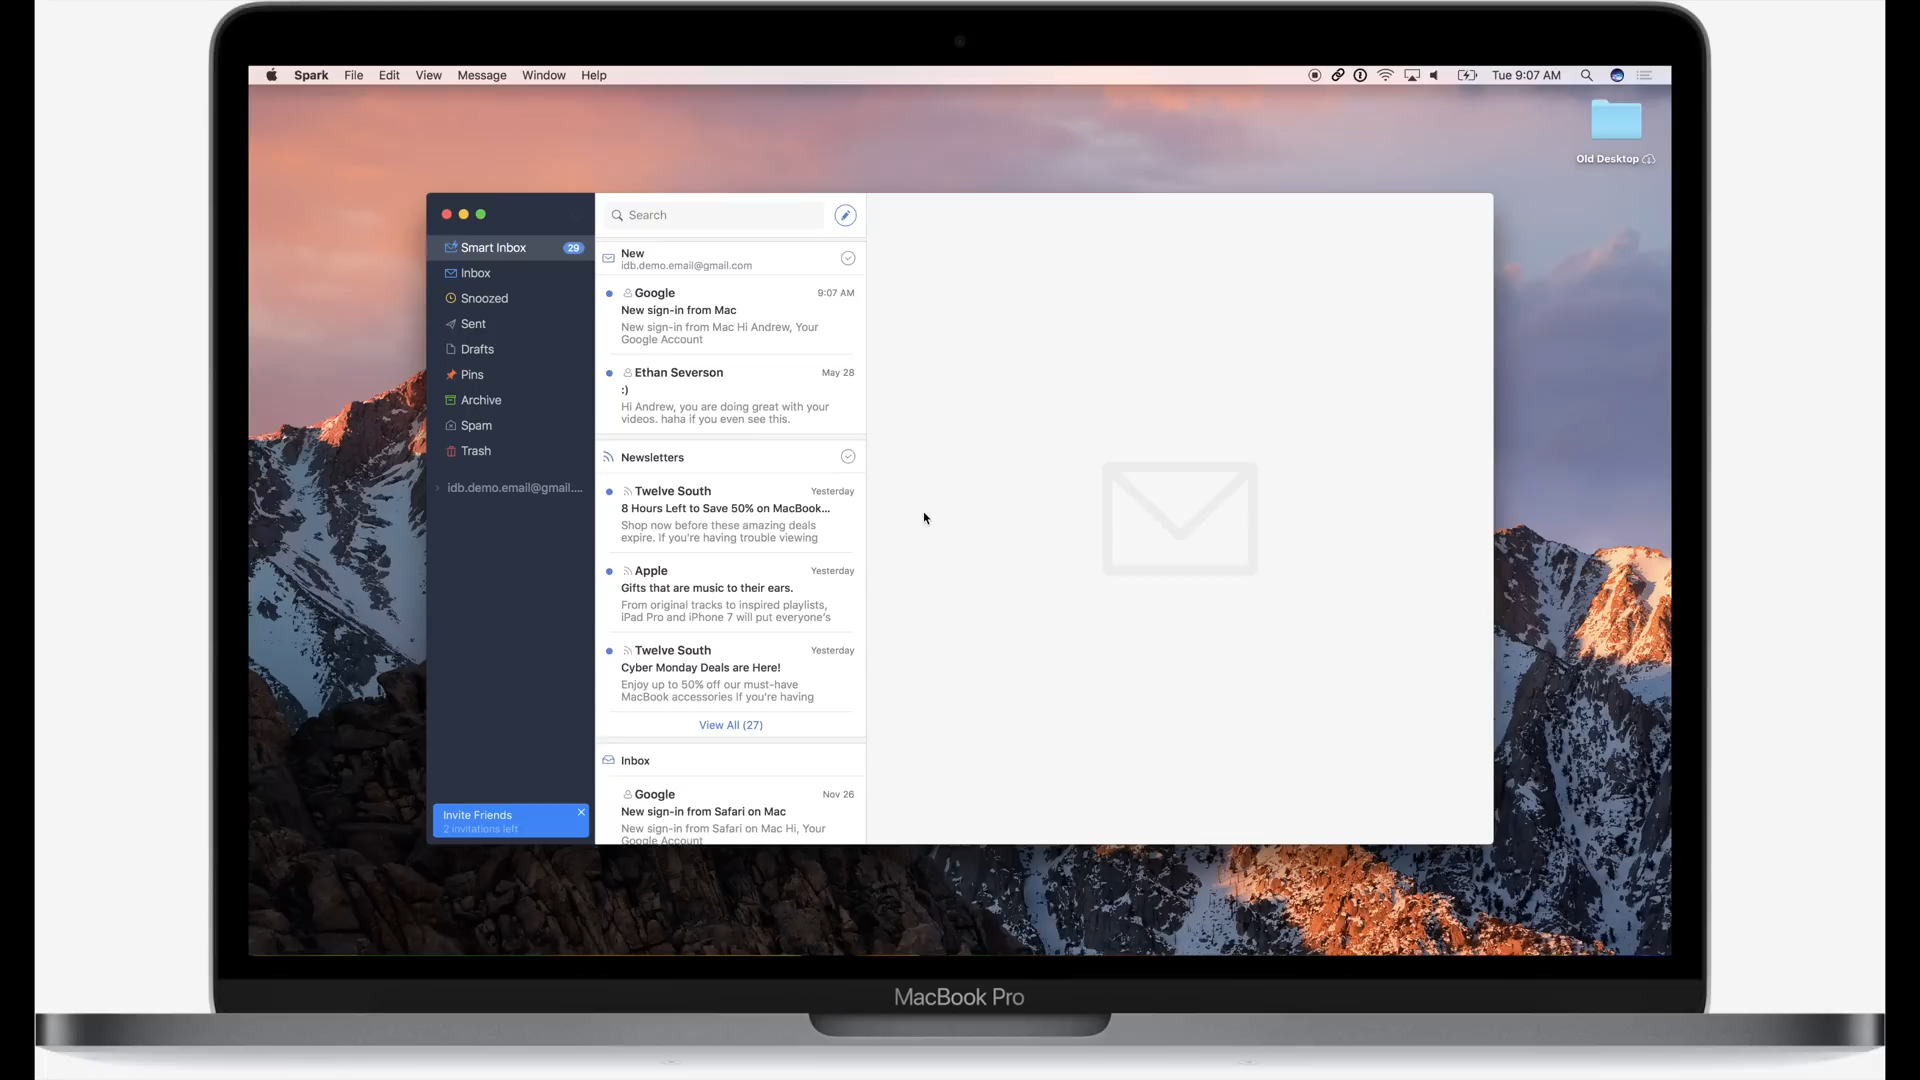 Spark File Edit View Message Window Help Tue 9:07 AM
Old Desktop
Smart Inbox 29
Inbox
Snoozed
Sent
Drafts
Pins
Archive
Spam
Trash
idb.demo.email@gmail....
Invite Friends
2 invitations left
Search
New
idb.demo.email@gmail.com
Google 9:07 AM
New sign-in from Mac
New sign-in from Mac Hi Andrew, Your
Google Account
Ethan Severson May 28
:)
Hi Andrew, you are doing great with your
videos. haha if you even see this.
Newsletters
Twelve South Yesterday
8 Hours Left to Save 50% on MacBook...
Shop now before these amazing deals
expire. If you're having trouble viewing
Apple Yesterday
Gifts that are music to their ears.
From original tracks to inspired playlists,
iPad Pro and iPhone 7 will put everyone's
Twelve South Yesterday
Cyber Monday Deals are Here!
Enjoy up to 50% off our must-have
MacBook accessories If you're having
View All (27)
Inbox
Google Nov 26
New sign-in from Safari on Mac
New sign-in from Safari on Mac Hi, Your
Google Account
MacBook Pro